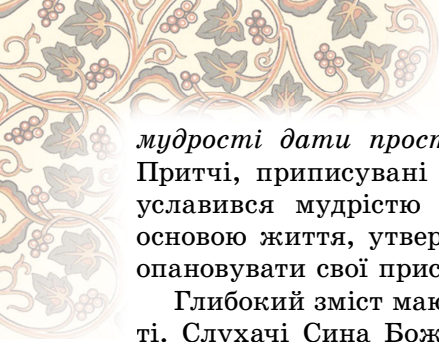 мудрості дати прост
Притчі, приписувані
уславився мудрістю
основою життя, утвер
опановувати свої прис
Глибокий зміст маю
ті. Слухачі Сина Бож